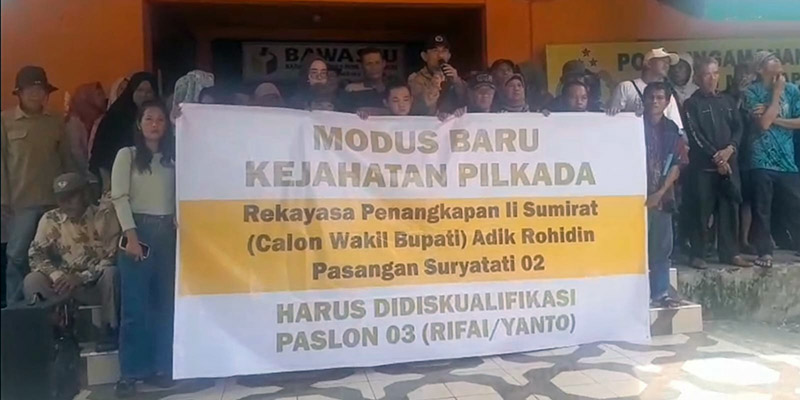 BAWASLU
MODUS BARU
KEJAHATAN PILKADA
Rekayasa Penangkapan Ii Sumirat
(Calon Wakil Bupati) Adik Rohidin
Pasangan Suryatati 02
HARUS DIDISKUALIFIKASI
PASLON 03 (RIFAI/YANTO)